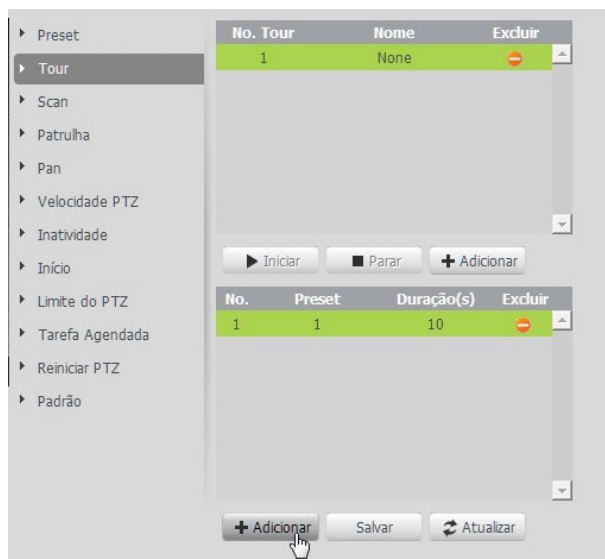 Preset
Tour
Scan
Patrulha
Pan
Velocidade PTZ
Inatividade
Início
Limite do PTZ
Tarefa Agendada
Reiniciar PTZ
Padrão
No. Tour Nome Excluir
1 None
Iniciar Parar Adicionar
No. Preset Duração(s) Excluir
1 1 10
Adicionar Salvar Atualizar